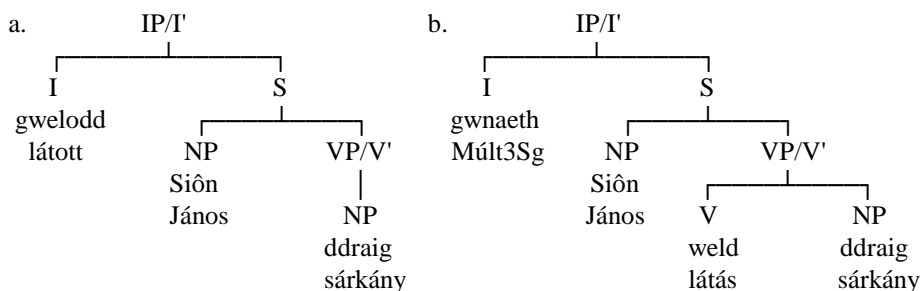 a. IP/I' b. IP/I'
I S I S
gwelodd gwnaeth
látott NP VP/V' Múlt3Sg NP VP/V'
Siôn Siôn
János NP János V NP
ddraig weld ddraig
sárkány látás sárkány